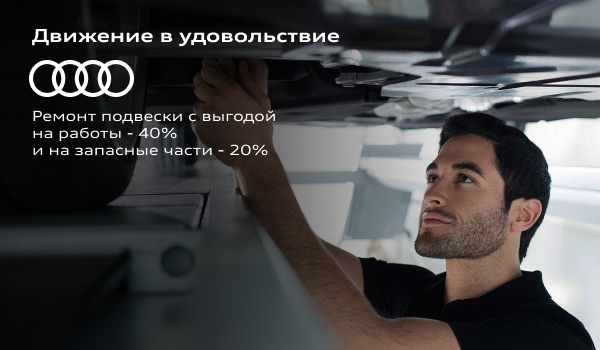 Движение в удовольствие
Ремонт подвески с выгодой
на работы - 40%
и на запасные части - 20%